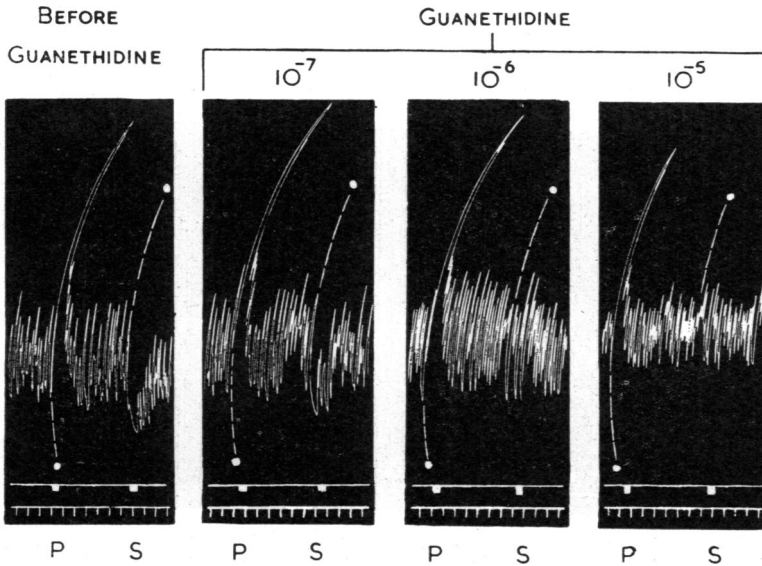 BEFORE
GUANETHIDINE
GUANETHIDINE
10⁻⁷ 10⁻⁶ 10⁻⁵
P S P S P S P S